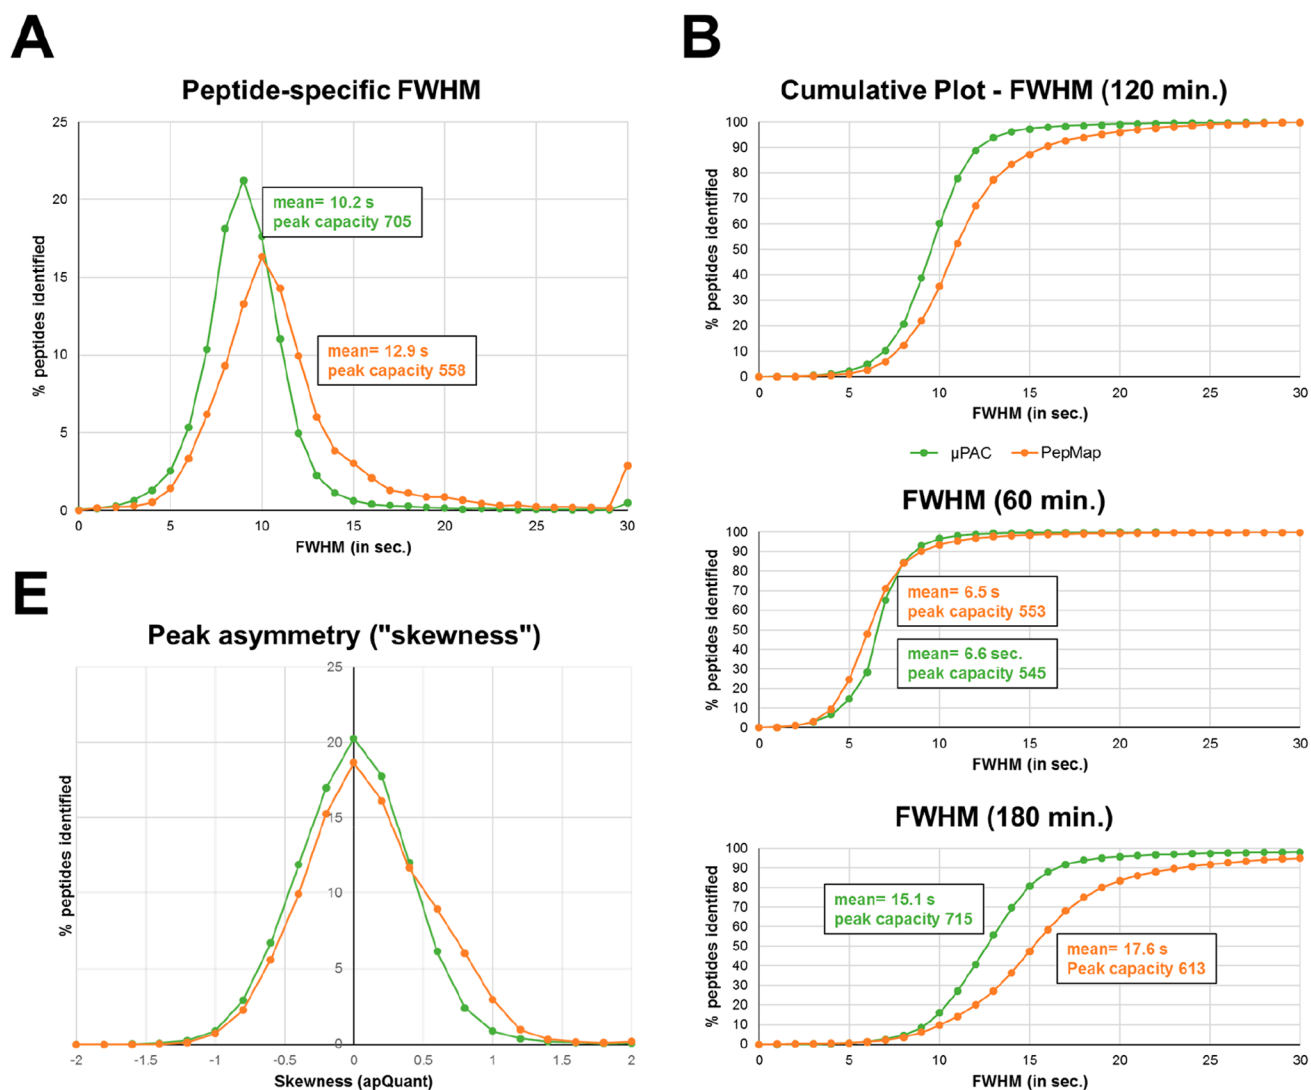 A
Peptide-specific FWHM
25
20
15
10
5
0
% peptides identified
mean= 10.2 s
peak capacity 705
mean= 12.9 s
peak capacity 558
0 5 10 15 20 25 30
FWHM (in sec.)
B
Cumulative Plot - FWHM (120 min.)
100
90
80
70
60
50
40
30
20
10
0
% peptides identified
0 5 10 15 20 25 30
FWHM (in sec.)
µPAC PepMap
FWHM (60 min.)
100
90
80
70
60
50
40
30
20
10
0
% peptides identified
mean= 6.5 s
peak capacity 553
mean= 6.6 sec.
peak capacity 545
0 5 10 15 20 25 30
FWHM (in sec.)
FWHM (180 min.)
100
90
80
70
60
50
40
30
20
10
0
% peptides identified
mean= 15.1 s
peak capacity 715
mean= 17.6 s
Peak capacity 613
0 5 10 15 20 25 30
FWHM (in sec.)
E
Peak asymmetry ("skewness")
25
20
15
10
5
0
% peptides identified
-2 -1.5 -1 -0.5 0 0.5 1 1.5 2
Skewness (apQuant)